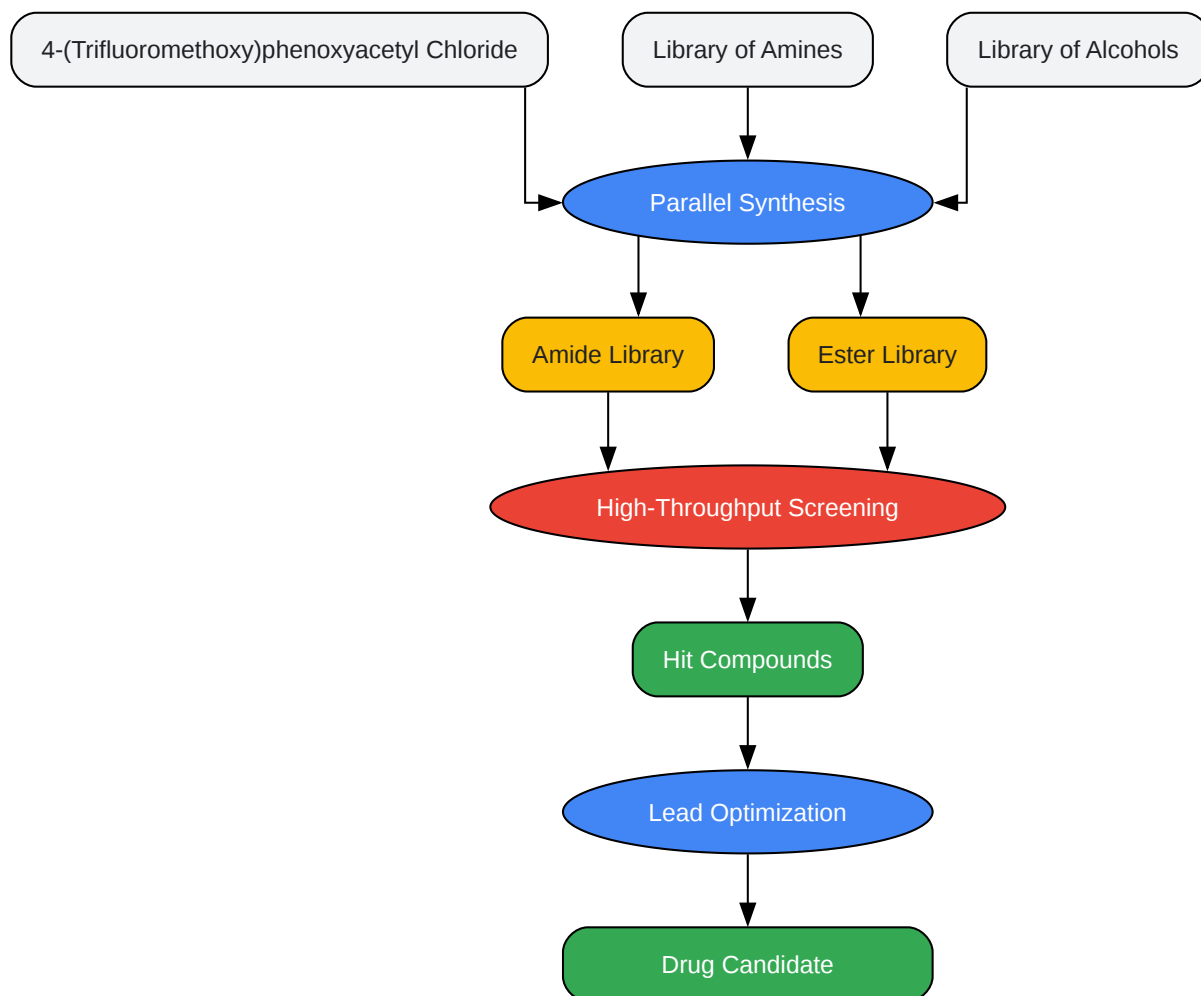 4-(Trifluoromethoxy)phenoxyacetyl Chloride
Library of Amines
Library of Alcohols
Parallel Synthesis
Amide Library
Ester Library
High-Throughput Screening
Hit Compounds
Lead Optimization
Drug Candidate